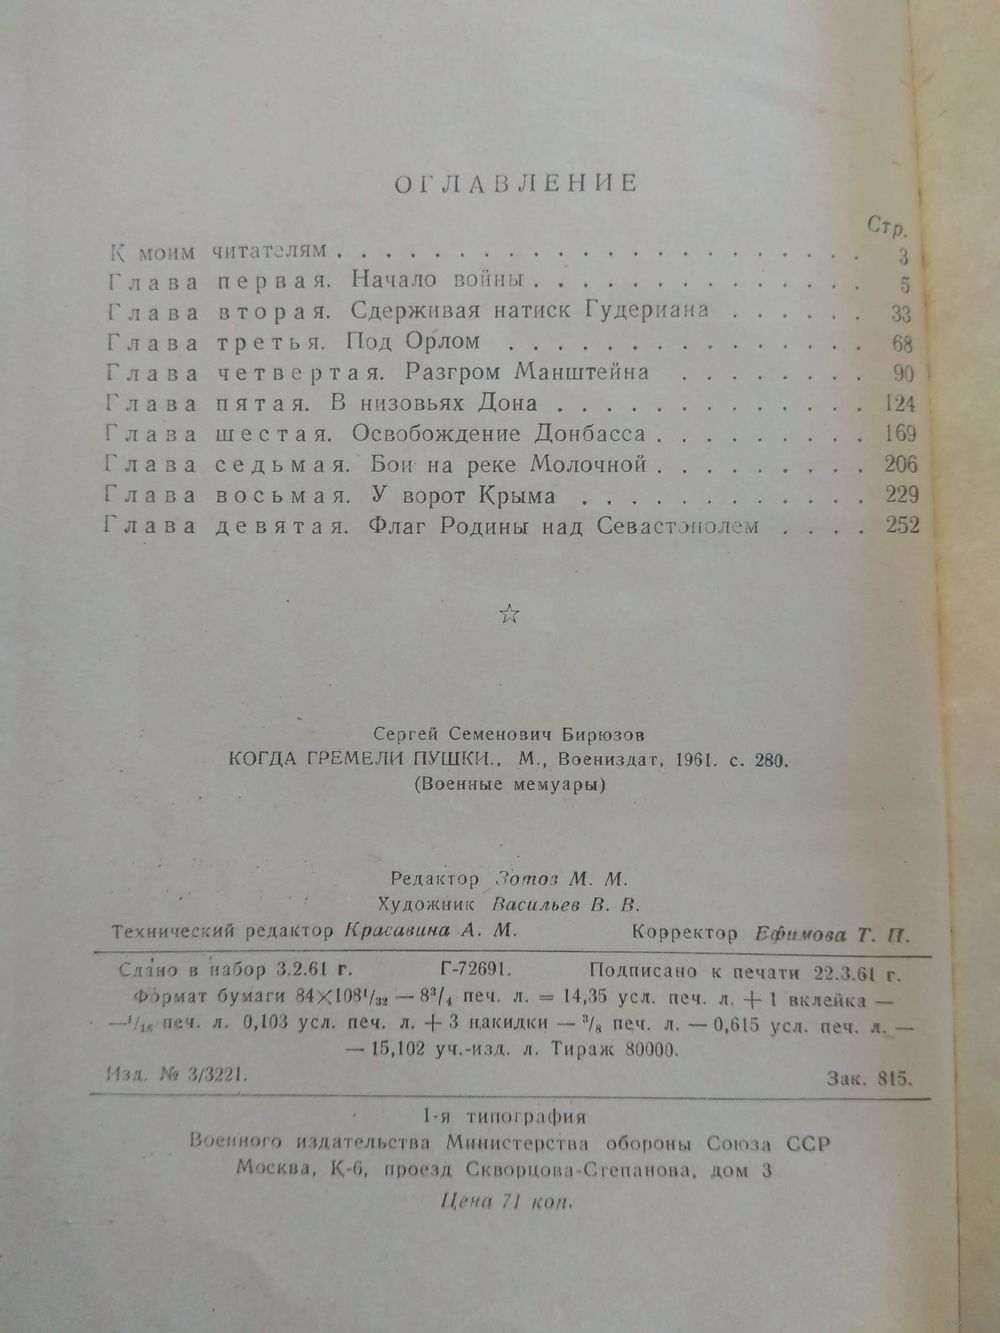 ОГЛАВЛЕНИЕ
Стр.
К моим читателям . . . . . . . . . . . . . . . . . . . . . 3
Глава первая. Начало войны . . . . . . . . . . . . . . 5
Глава вторая. Сдерживая натиск Гудериана . . . . . . 33
Глава третья. Под Орлом . . . . . . . . . . . . . . . 68
Глава четвертая. Разгром Манштейна . . . . . . . . 90
Глава пятая. В низовьях Дона . . . . . . . . . . . . . 124
Глава шестая. Освобождение Донбасса . . . . . . . . . 169
Глава седьмая. Бои на реке Молочной . . . . . . . . . 206
Глава восьмая. У ворот Крыма . . . . . . . . . . . . 229
Глава девятая. Флаг Родины над Севастополем . . . . 252
Сергей Семенович Бирюзов
КОГДА ГРЕМЕЛИ ПУШКИ., М., Воениздат, 1961. с. 280.
(Военные мемуары)
Редактор Зотов М. М.
Художник Васильев В. В.
Технический редактор Красавина А. М. Корректор Ефимова Т. П.
Сдано в набор 3.2.61 г. Г-72691. Подписано к печати 22.3.61 г.
Формат бумаги 84×108¹/₃₂ — 8³/₄ печ. л. = 14,35 усл. печ. л. + 1 вклейка —
—¹/₁₆ печ. л. 0,103 усл. печ. л. + 3 накидки — ³/₈ печ. л. — 0,615 усл. печ. л. —
— 15,102 уч.-изд. л. Тираж 80000.
Изд. № 3/3221. Зак. 815.
1-я типография
Военного издательства Министерства обороны Союза ССР
Москва, К-6, проезд Скворцова-Степанова, дом 3
Цена 71 коп.